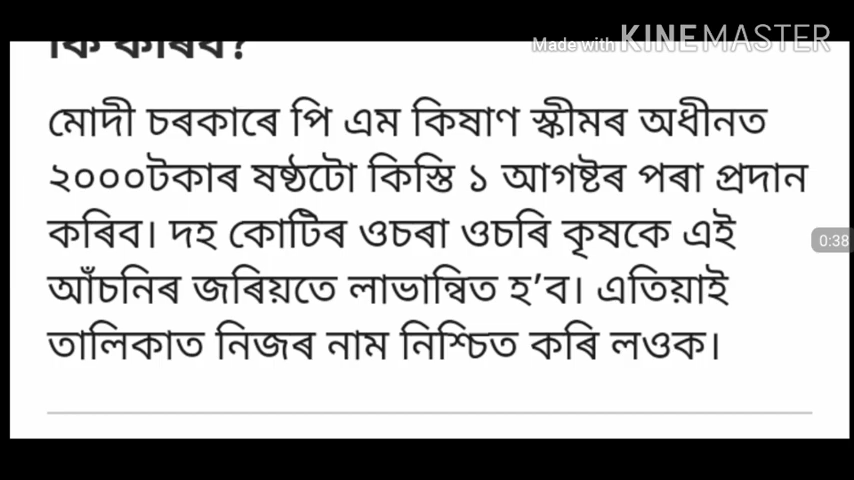 কি কৰিব?
Made with KINEMASTER
মোদী চৰকাৰে পি এম কিষাণ স্কীমৰ অধীনত
২০০০টকাৰ ষষ্ঠটো কিস্তি ১ আগষ্টৰ পৰা প্ৰদান
কৰিব। দহ কোটিৰ ওচৰা ওচৰি কৃষকে এই
0:38
আঁচনিৰ জৰিয়তে লাভান্বিত হ’ব। এতিয়াই
তালিকাত নিজৰ নাম নিশ্চিত কৰি লওক।